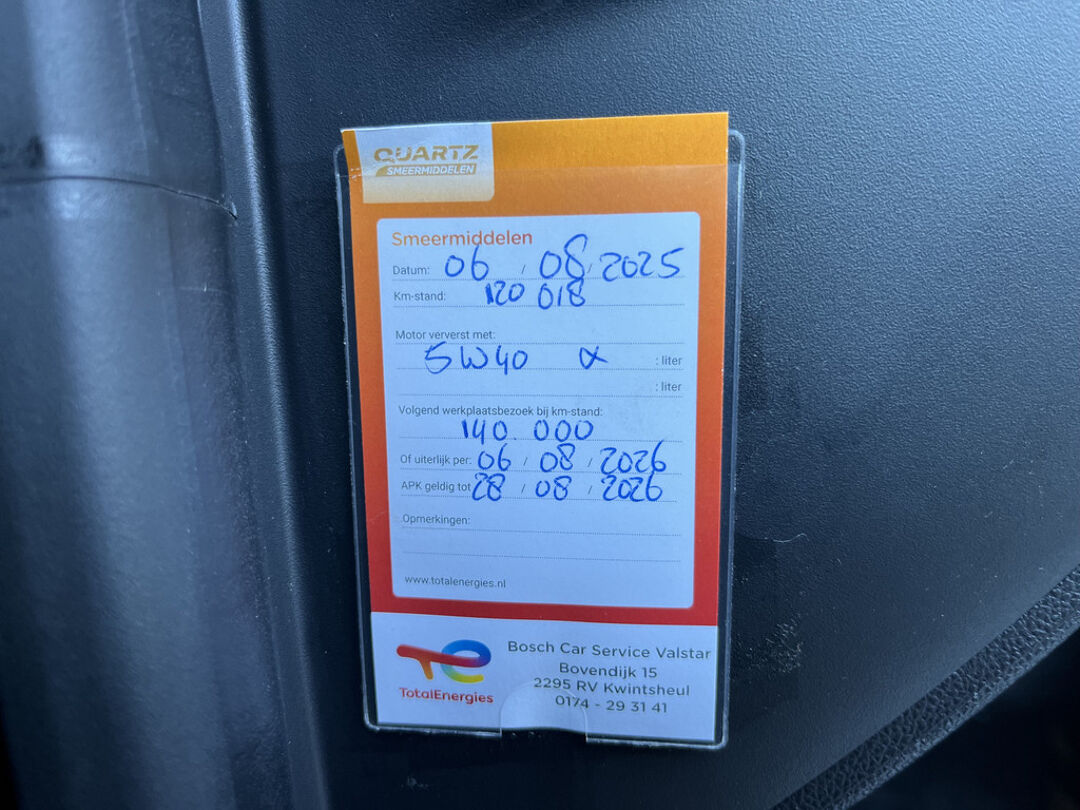 QUARTZ
SMEERMIDDELEN
Smeermiddelen
Datum: 06 / 08 / 2025
Km-stand: 120 018
Motor ververst met:
5W40 : liter
: liter
Volgend werkplaatsbezoek bij km-stand:
140.000
Of uiterlijk per: 06 / 08 / 2026
APK geldig tot 28 / 08 / 2026
Opmerkingen:
www.totalenergies.nl
TotalEnergies
Bosch Car Service Valstar
Bovendijk 15
2295 RV Kwintsheul
0174 - 29 31 41